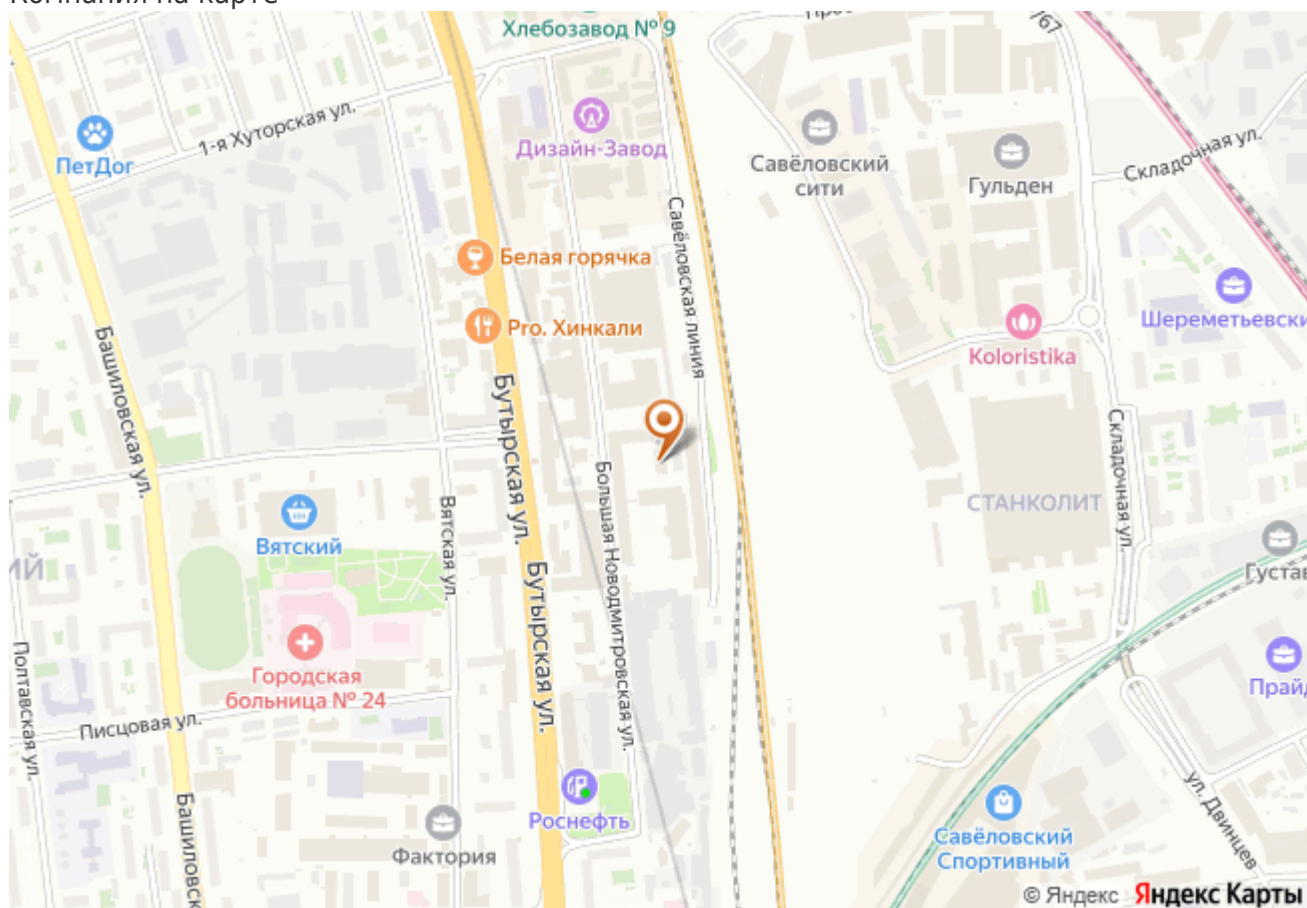 Компания на карте
Хлебозавод № 9
767
1-я Хуторская ул.
ПетДог
Дизайн-Завод
Савёловский
сити
Гульден
Складочная ул.
Савёловская линия
Белая горячка
Pro. Хинкали
Koloristika
Шереметьевски
Башиловская ул.
Бутырская ул.
Большая Новодмитровская ул.
Складочная ул.
СТАНКОЛИТ
Вятская ул.
Вятский
ИЙ
Густав
Бутырская ул.
Городская
больница № 24
Полтавская ул.
Писцовая ул.
Прайд
Роснефть
Фактория
Башиловск
ул. Двинцев
Савёловский
Спортивный
© Яндекс Яндекс Карты